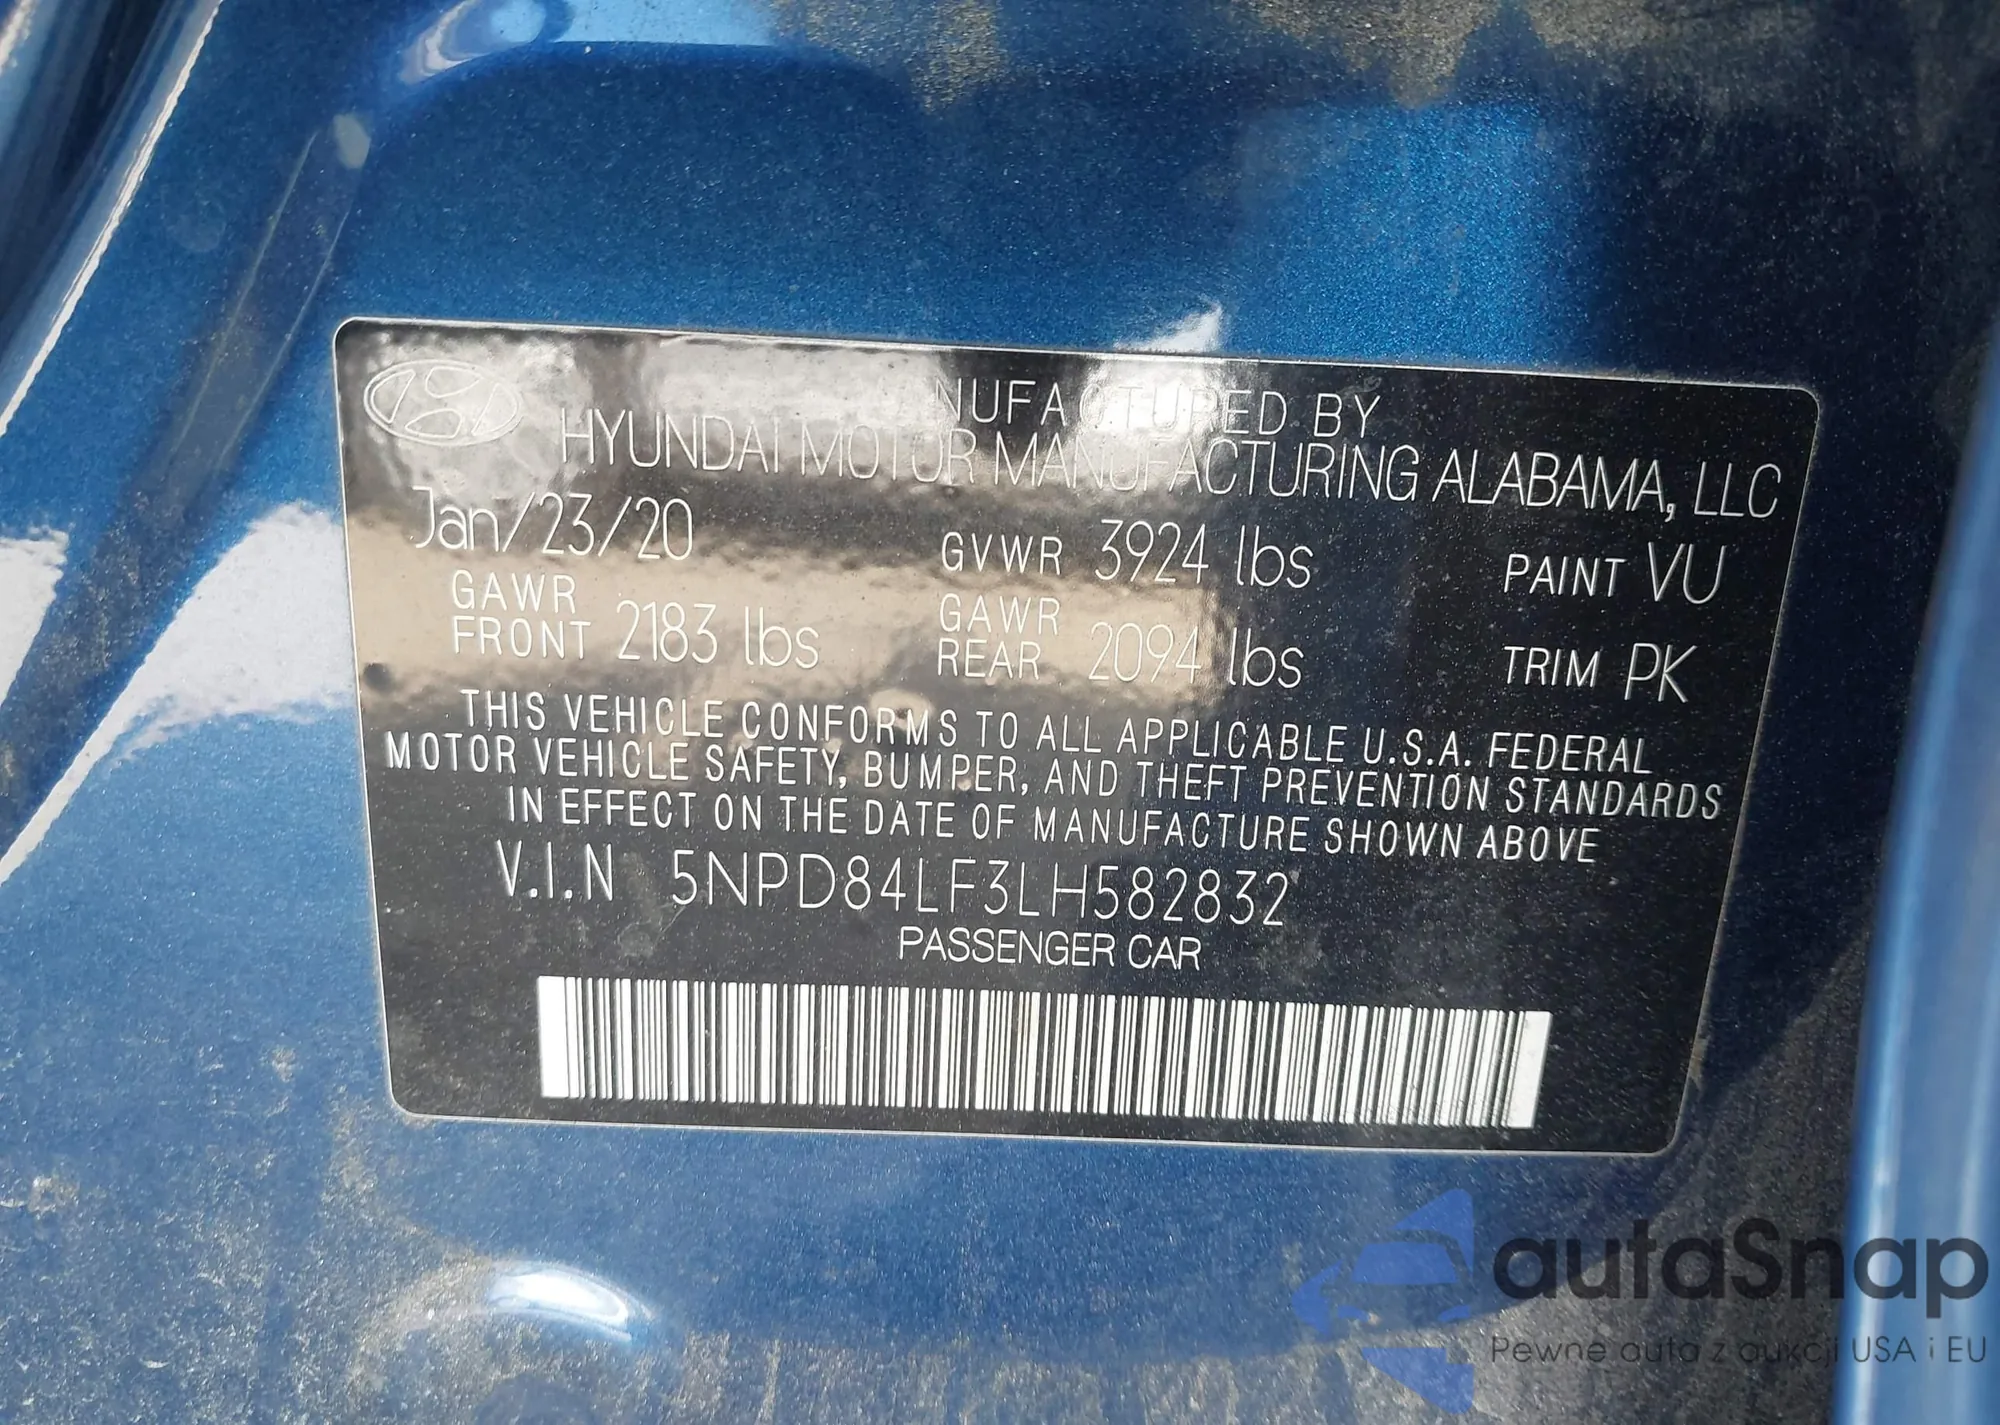 MANUFACTURED BY
HYUNDAI MOTOR MANUFACTURING ALABAMA, LLC
Jan/23/20 GVWR 3924 lbs PAINT VU
GAWR FRONT 2183 lbs GAWR REAR 2094 lbs TRIM PK
THIS VEHICLE CONFORMS TO ALL APPLICABLE U.S.A. FEDERAL
MOTOR VEHICLE SAFETY, BUMPER, AND THEFT PREVENTION STANDARDS
IN EFFECT ON THE DATE OF MANUFACTURE SHOWN ABOVE
V.I.N 5NPD84LF3LH582832
PASSENGER CAR
autaSnap
Pewne auta z aukcji USA i EU